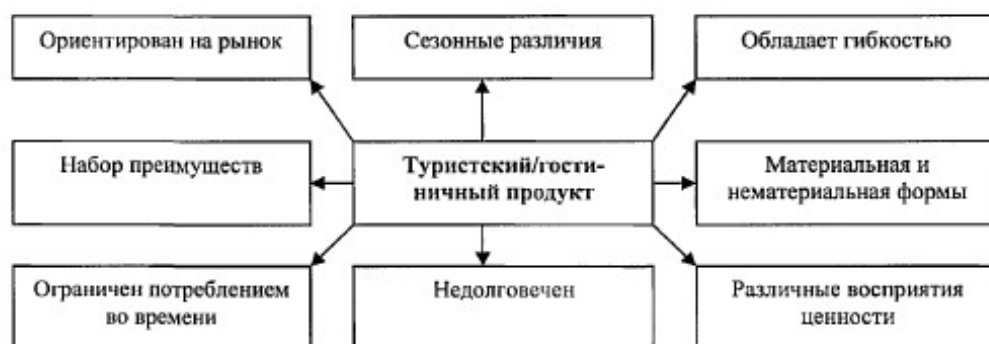 Ориентирован на рынок
Сезонные различия
Обладает гибкостью
Набор преимуществ
Туристский/гости-
ничный продукт
Материальная и
нематериальная формы
Ограничен потреблением
во времени
Недолговечен
Различные восприятия
ценности